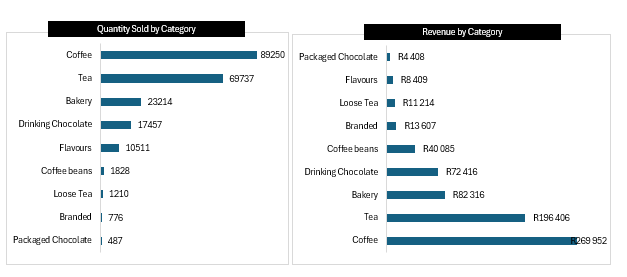 Quantity Sold by Category
Coffee 89250
Tea 69737
Bakery 23214
Drinking Chocolate 17457
Flavours 10511
Coffee beans 1828
Loose Tea 1210
Branded 776
Packaged Chocolate 487
Revenue by Category
Packaged Chocolate R4 408
Flavours R8 409
Loose Tea R11 214
Branded R13 607
Coffee beans R40 085
Drinking Chocolate R72 416
Bakery R82 316
Tea R196 406
Coffee R269 952